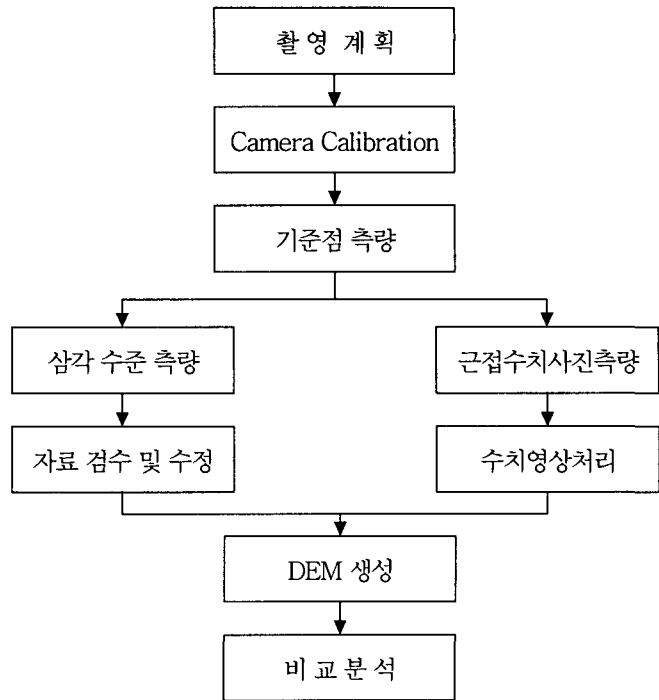 촬 영 계 획
Camera Calibration
기준점 측량
삼각 수준 측량
근접수치사진측량
자료 검수 및 수정
수치영상처리
DEM 생성
비 교 분 석